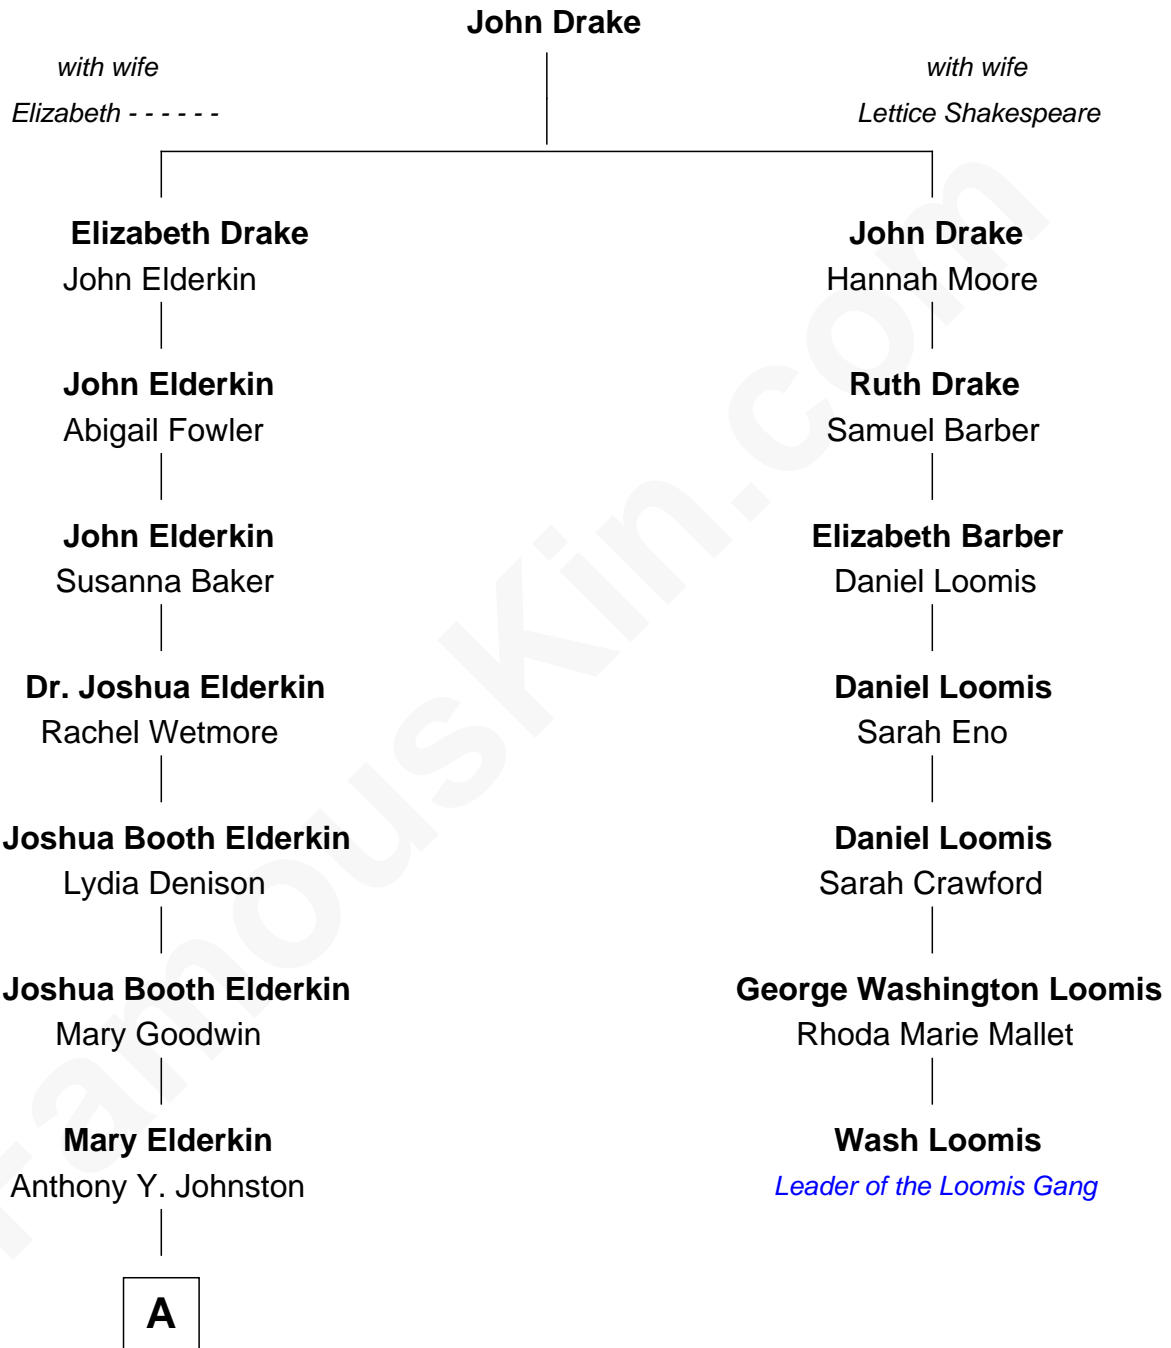 John Drake
with wife
Elizabeth - - - - - -
with wife
Lettice Shakespeare
Elizabeth Drake
John Elderkin
John Drake
Hannah Moore
John Elderkin
Abigail Fowler
Ruth Drake
Samuel Barber
John Elderkin
Susanna Baker
Elizabeth Barber
Daniel Loomis
Dr. Joshua Elderkin
Rachel Wetmore
Daniel Loomis
Sarah Eno
Joshua Booth Elderkin
Lydia Denison
Daniel Loomis
Sarah Crawford
Joshua Booth Elderkin
Mary Goodwin
George Washington Loomis
Rhoda Marie Mallet
Mary Elderkin
Anthony Y. Johnston
Wash Loomis
Leader of the Loomis Gang
A
FamousKin.com